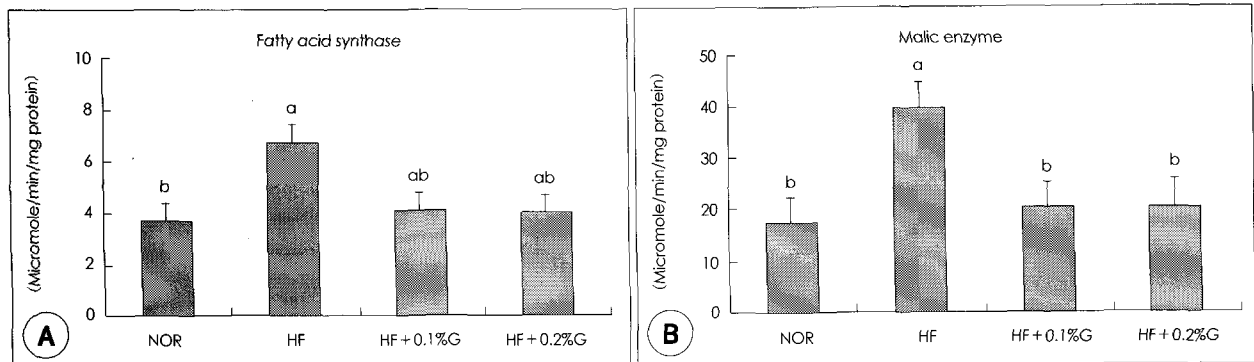 Fatty acid synthase
(Micromole/min/mg protein)
10
8
6
4
2
0
b
a
ab
ab
NOR
HF
HF + 0.1%G
HF + 0.2%G
A
Malic enzyme
(Micromole/min/mg protein)
50
40
30
20
10
0
b
a
b
b
NOR
HF
HF + 0.1%G
HF + 0.2%G
B